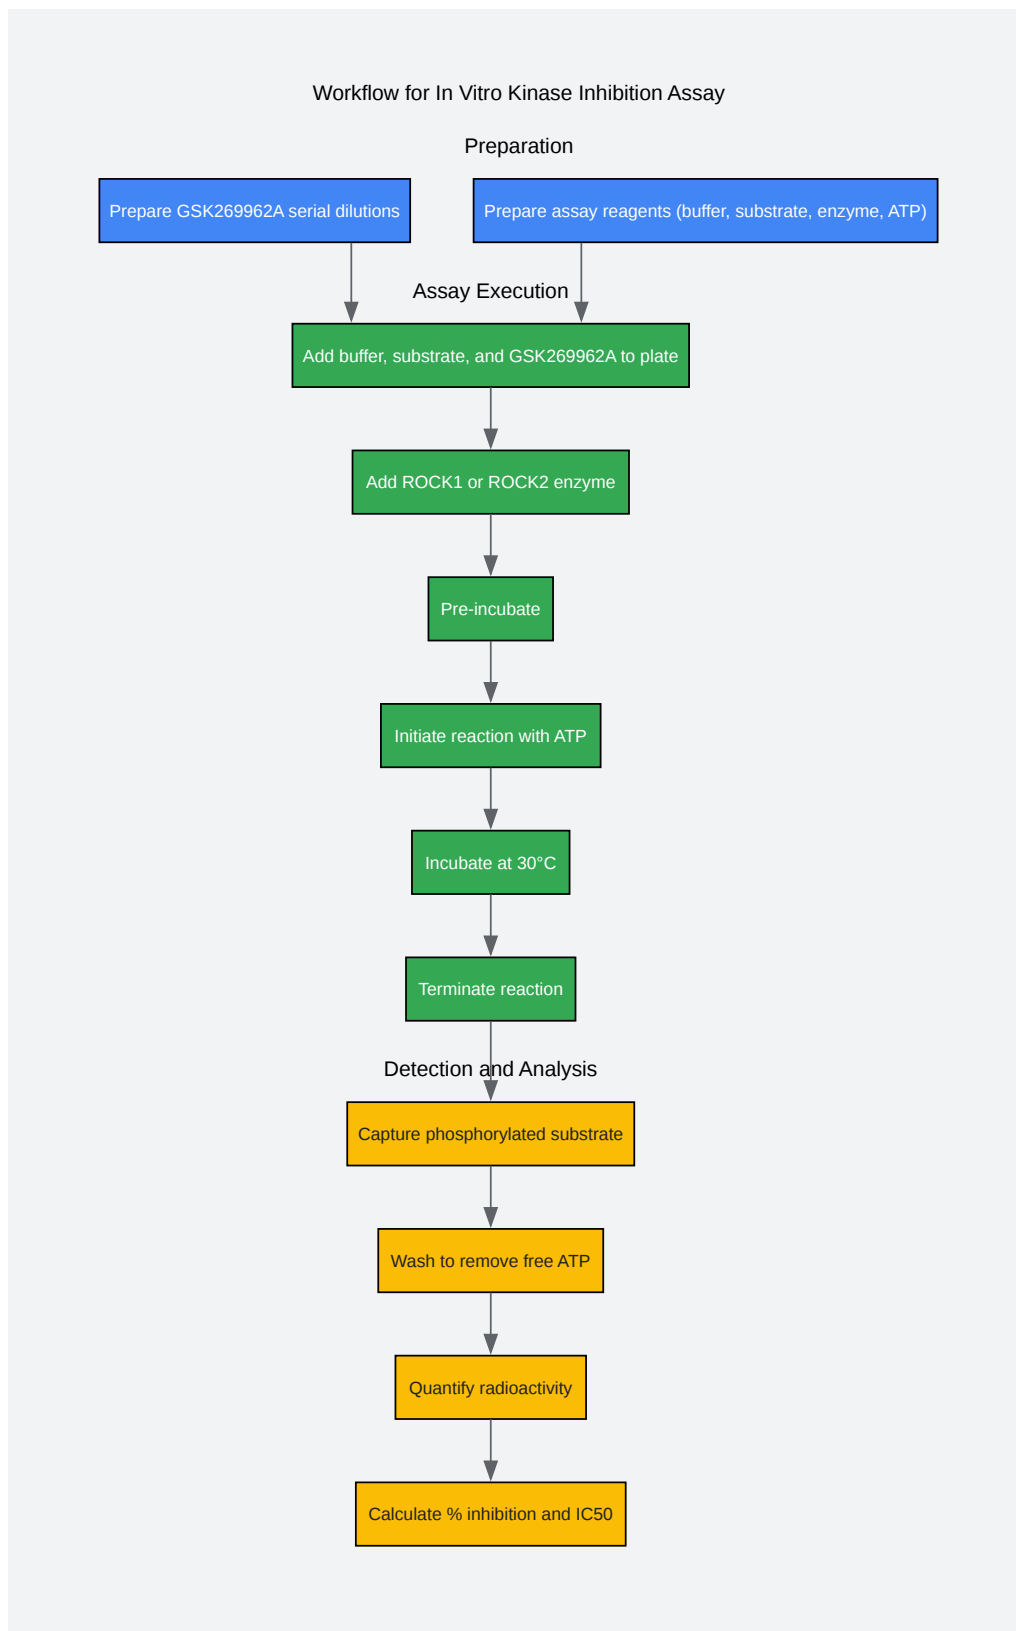 Workflow for In Vitro Kinase Inhibition Assay
Preparation
Prepare GSK269962A serial dilutions
Prepare assay reagents (buffer, substrate, enzyme, ATP)
Assay Execution
Add buffer, substrate, and GSK269962A to plate
Add ROCK1 or ROCK2 enzyme
Pre-incubate
Initiate reaction with ATP
Incubate at 30°C
Terminate reaction
Detection and Analysis
Capture phosphorylated substrate
Wash to remove free ATP
Quantify radioactivity
Calculate % inhibition and IC50